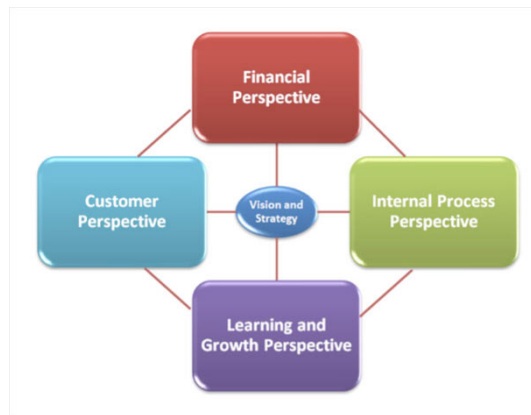 Financial
Perspective
Customer
Perspective
Vision and
Strategy
Internal Process
Perspective
Learning and
Growth Perspective